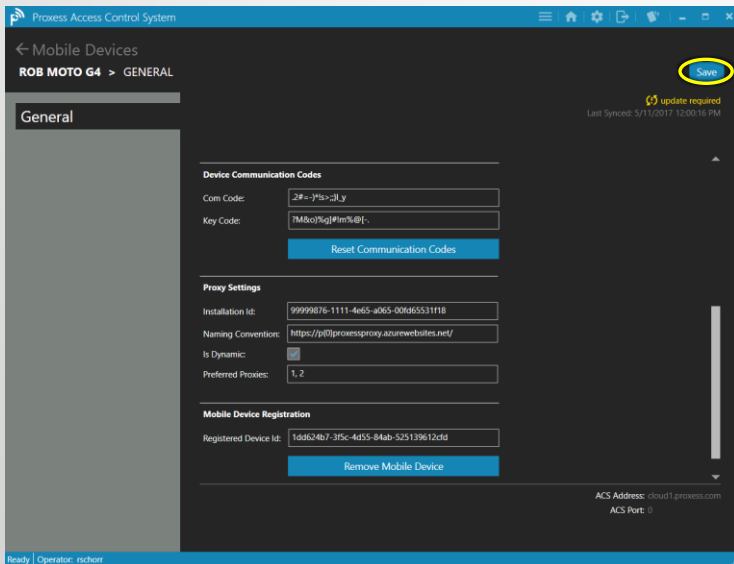 Proxess Access Control System
Mobile Devices
ROB MOTO G4 > GENERAL
Save
update required
Last Synced: 5/11/2017 12:00:16 PM
General
Device Communication Codes
Com Code: .2#=-)*!s>;;}l_y
Key Code: ?M&o)%g]#!m%@[-.
Reset Communication Codes
Proxy Settings
Installation Id: 99999876-1111-4e65-a065-00fd65531f18
Naming Convention: https://p{0}proxessproxy.azurewebsites.net/
Is Dynamic:
Preferred Proxies: 1, 2
Mobile Device Registration
Registered Device Id: 1dd624b7-3f5c-4d55-84ab-525139612cfd
Remove Mobile Device
ACS Address: cloud1.proxess.com
ACS Port: 0
Ready Operator: rschorr